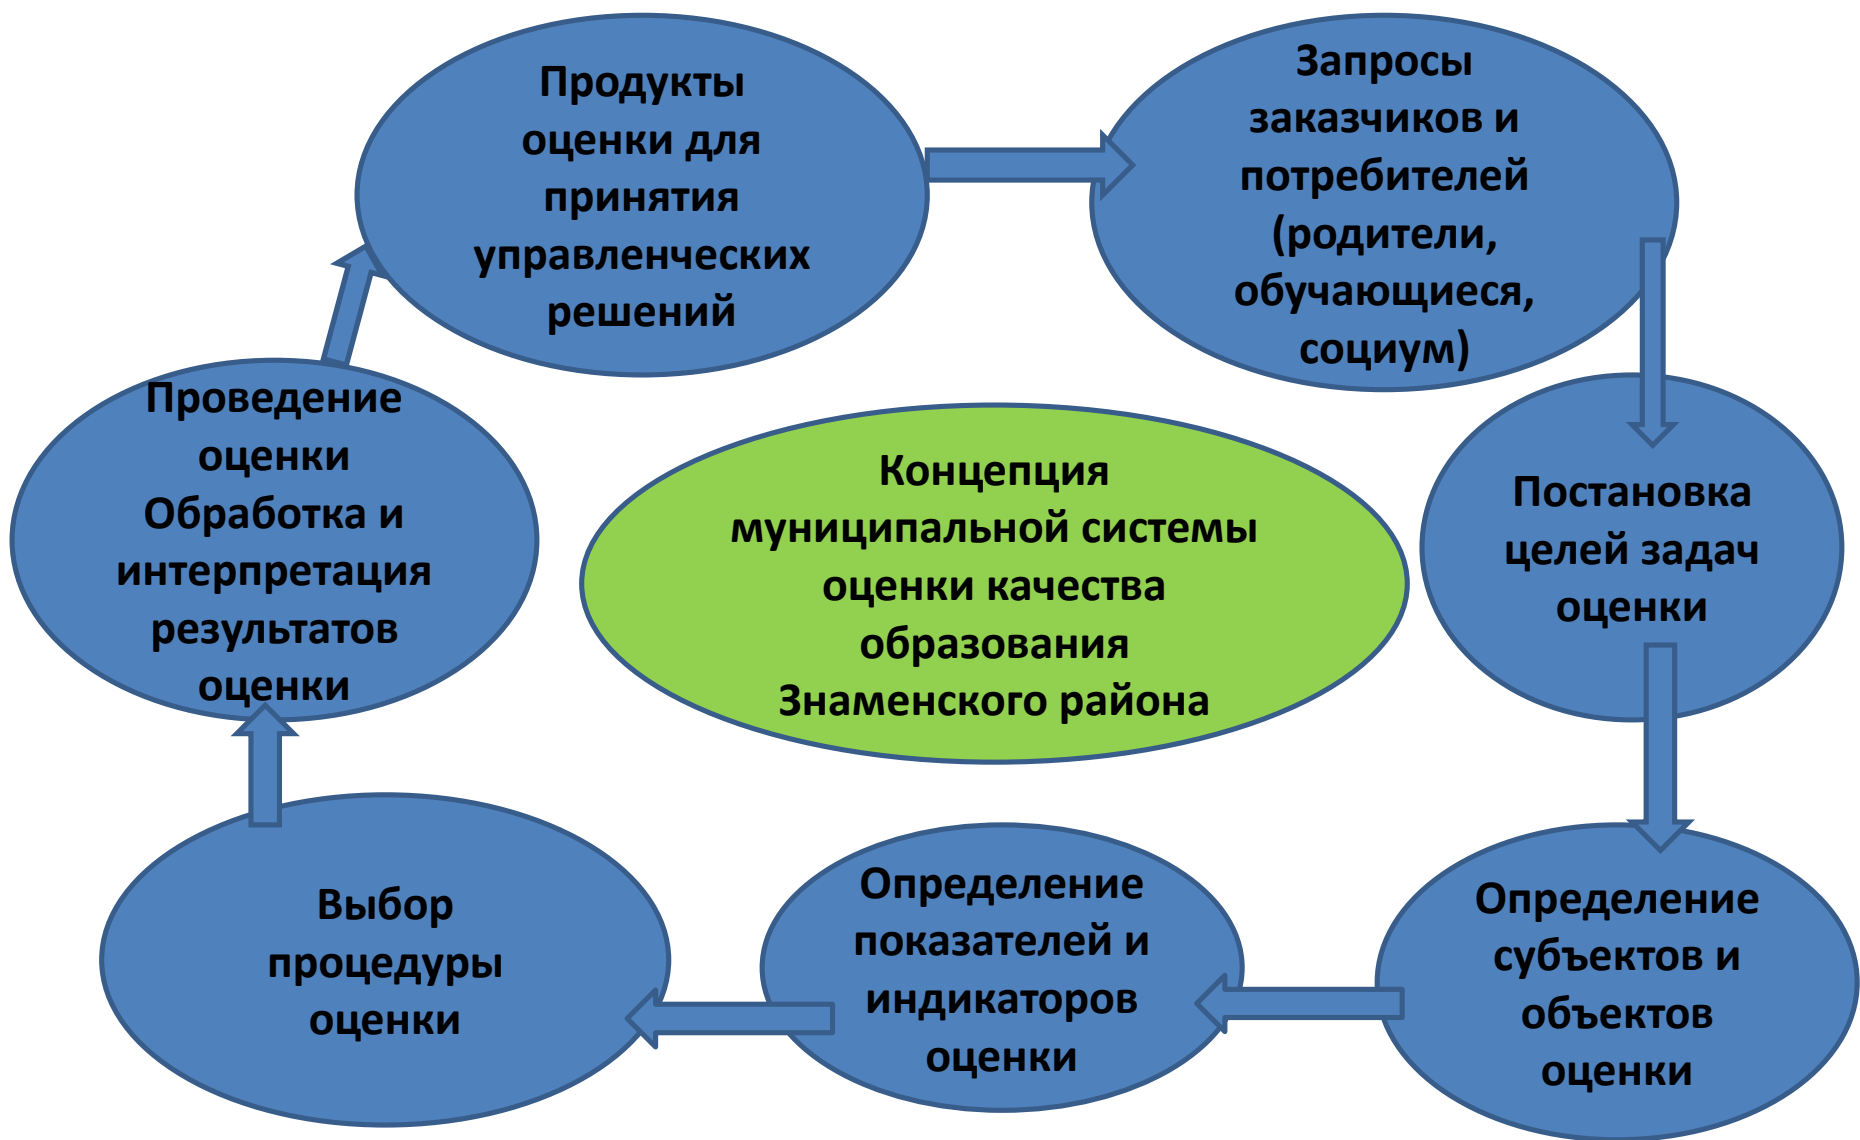 Продукты
оценки для
принятия
управленческих
решений
Запросы
заказчиков и
потребителей
(родители,
обучающиеся,
социум)
Проведение
оценки
Обработка и
интерпретация
результатов
оценки
Концепция
муниципальной системы
оценки качества
образования
Знаменского района
Постановка
целей задач
оценки
Выбор
процедуры
оценки
Определение
показателей и
индикаторов
оценки
Определение
субъектов и
объектов
оценки